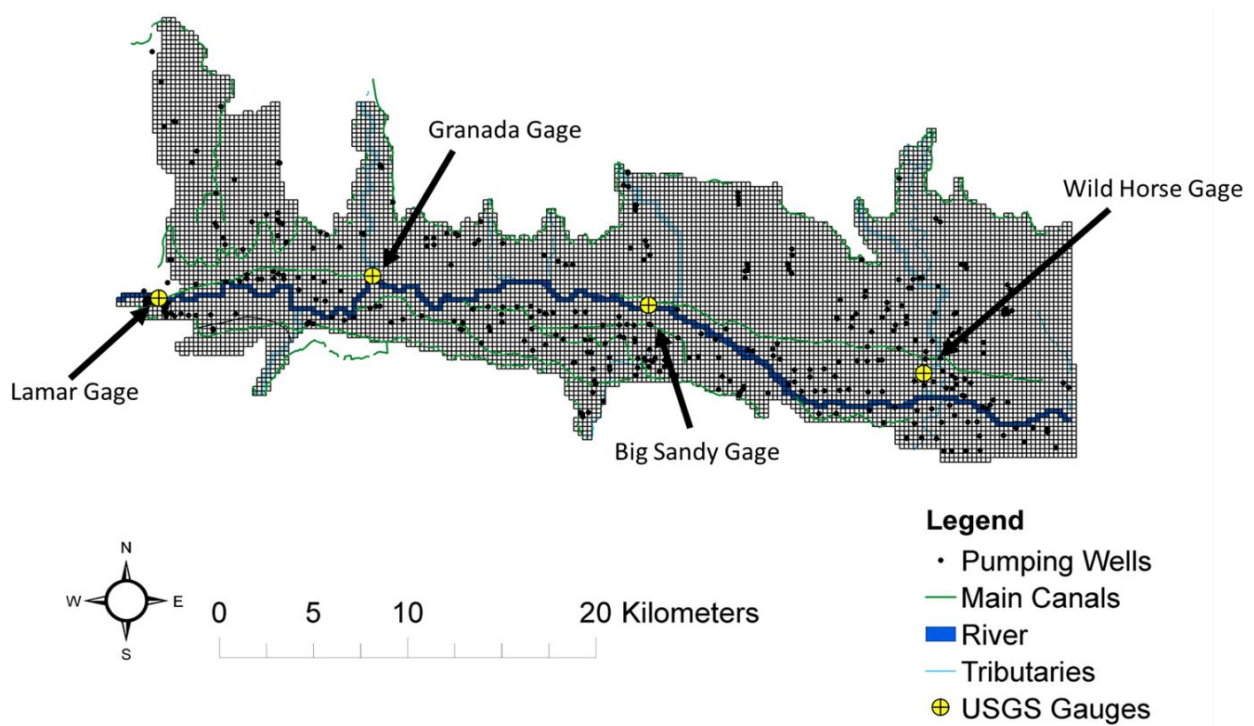 Granada Gage
Wild Horse Gage
Lamar Gage
Big Sandy Gage
Legend
Pumping Wells
Main Canals
River
Tributaries
USGS Gauges
N
W E
S
0 5 10 20 Kilometers